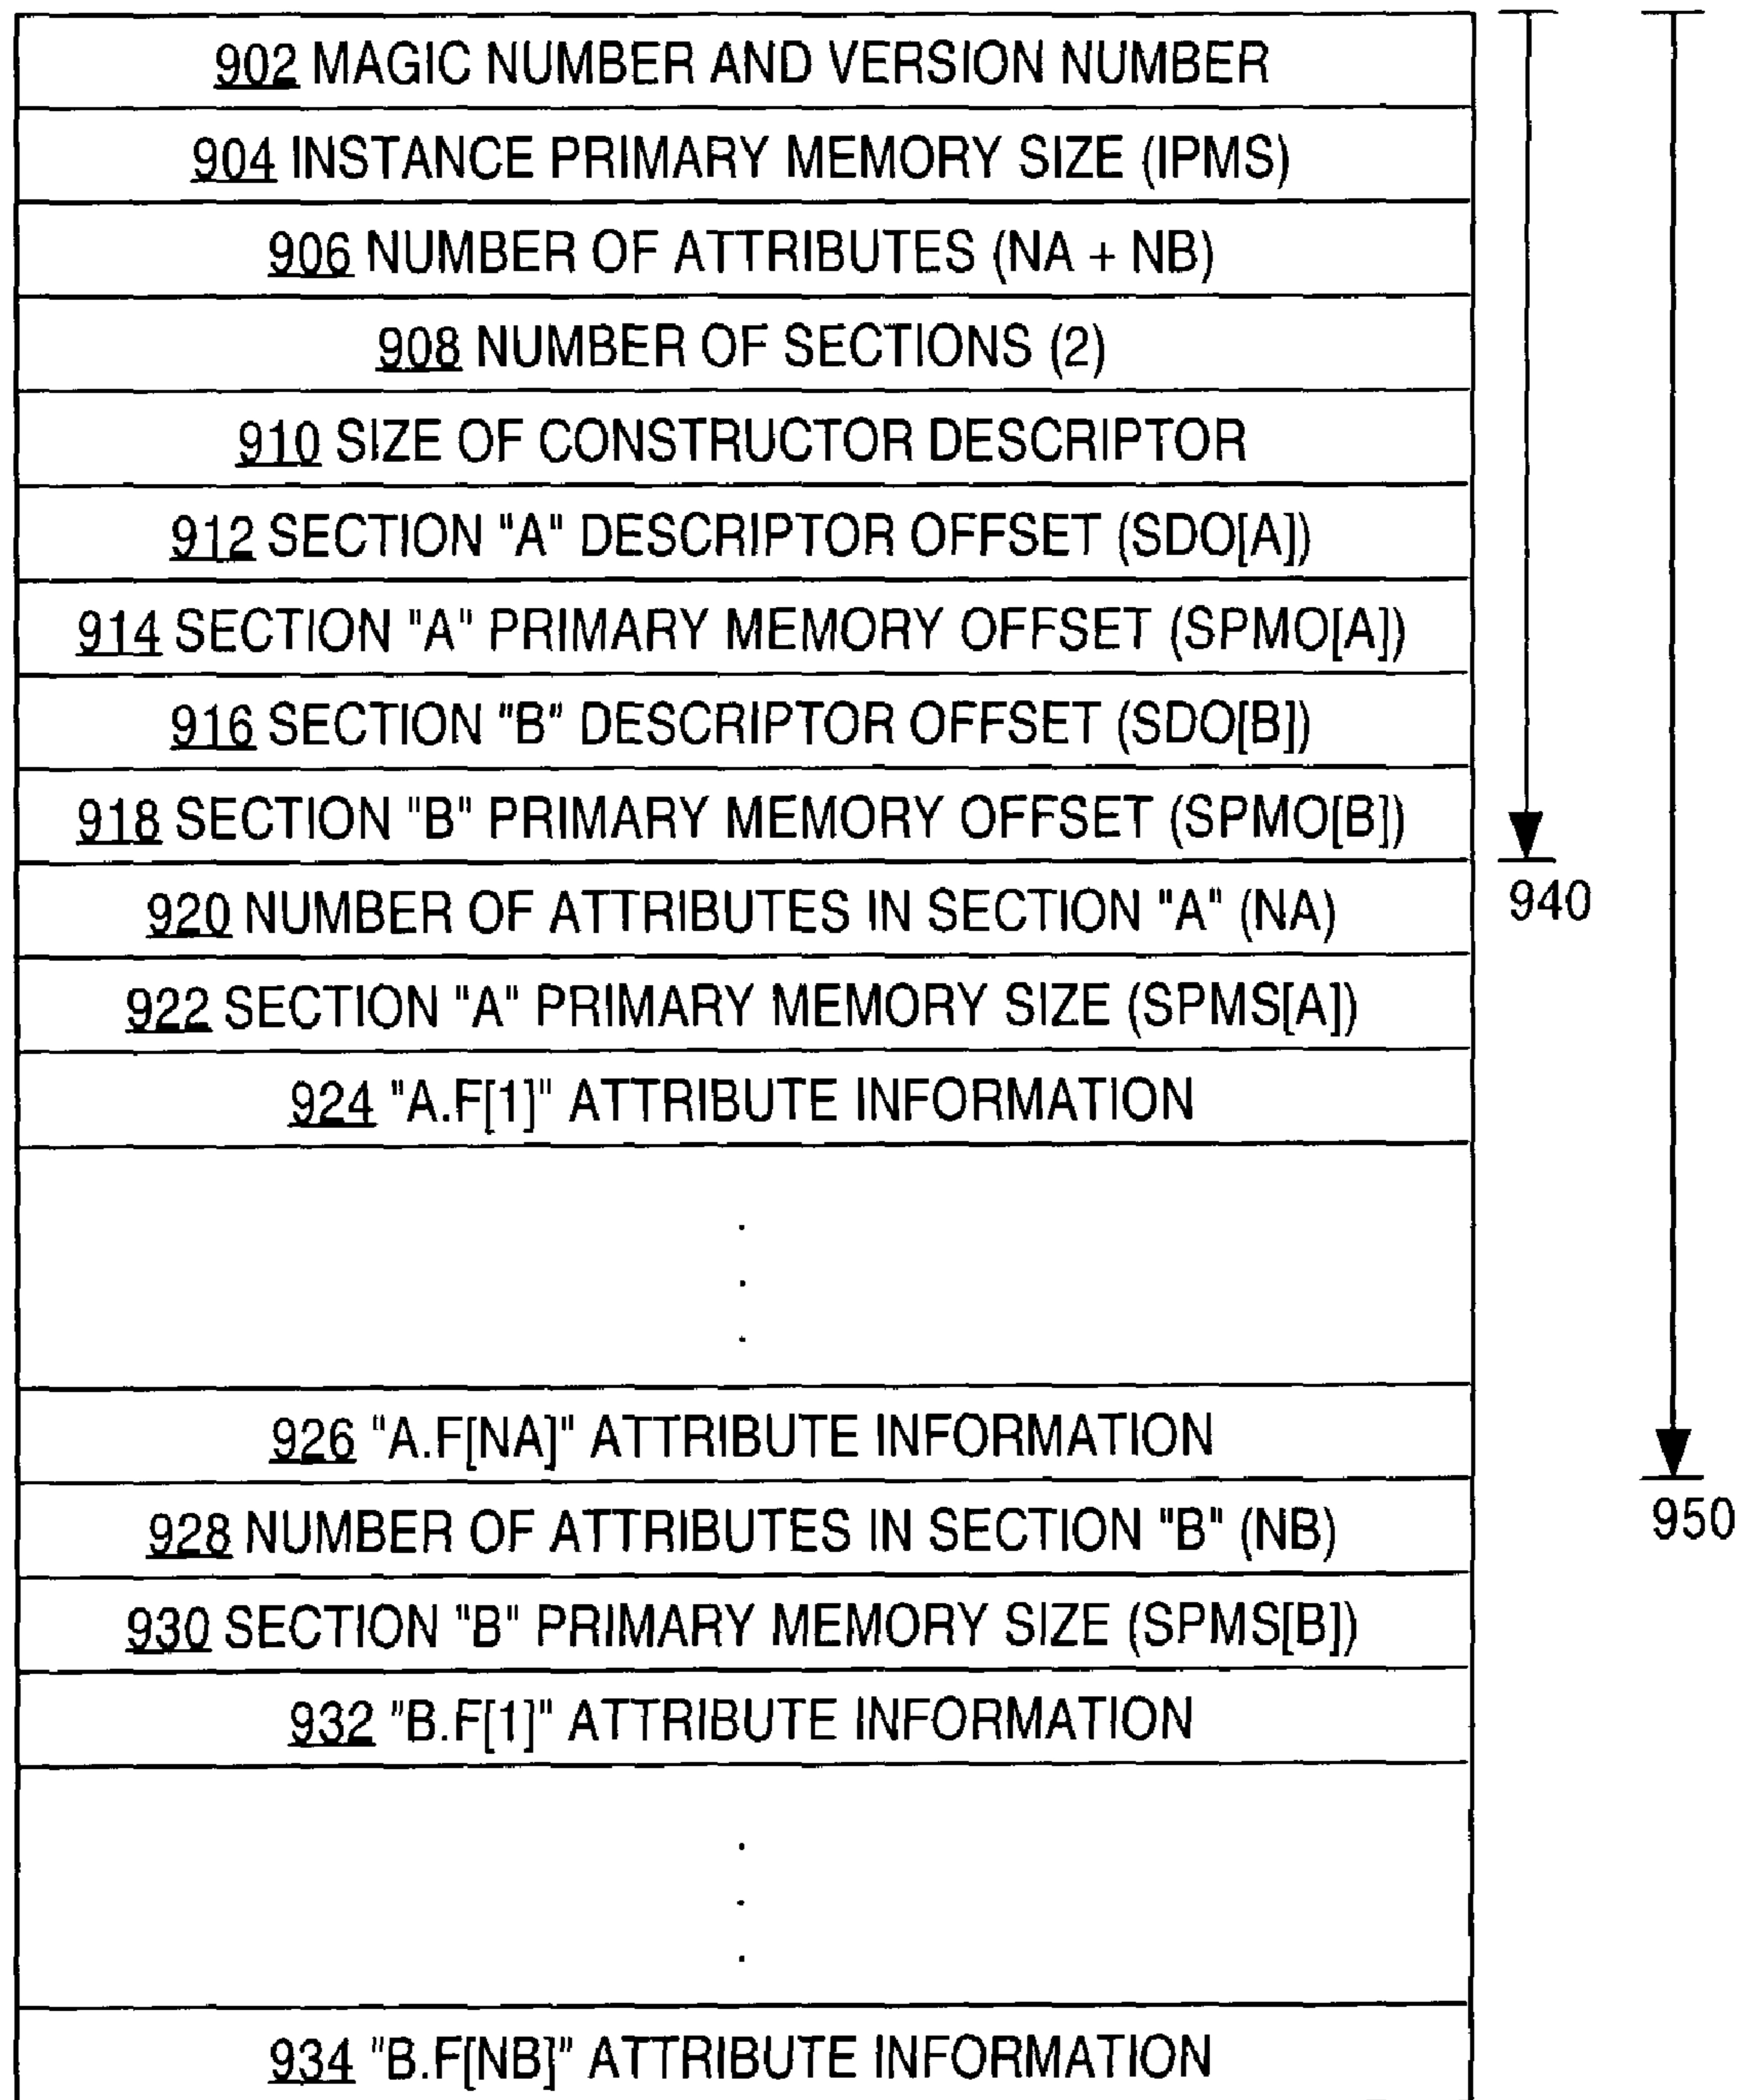 902 MAGIC NUMBER AND VERSION NUMBER
904 INSTANCE PRIMARY MEMORY SIZE (IPMS)
906 NUMBER OF ATTRIBUTES (NA + NB)
908 NUMBER OF SECTIONS (2)
910 SIZE OF CONSTRUCTOR DESCRIPTOR
912 SECTION "A" DESCRIPTOR OFFSET (SDO[A])
914 SECTION "A" PRIMARY MEMORY OFFSET (SPMO[A])
916 SECTION "B" DESCRIPTOR OFFSET (SDO[B])
918 SECTION "B" PRIMARY MEMORY OFFSET (SPMO[B])
920 NUMBER OF ATTRIBUTES IN SECTION "A" (NA)
940
922 SECTION "A" PRIMARY MEMORY SIZE (SPMS[A])
924 "A.F[1]" ATTRIBUTE INFORMATION
.
.
.
926 "A.F[NA]" ATTRIBUTE INFORMATION
928 NUMBER OF ATTRIBUTES IN SECTION "B" (NB)
950
930 SECTION "B" PRIMARY MEMORY SIZE (SPMS[B])
932 "B.F[1]" ATTRIBUTE INFORMATION
.
.
.
934 "B.F[NB]" ATTRIBUTE INFORMATION